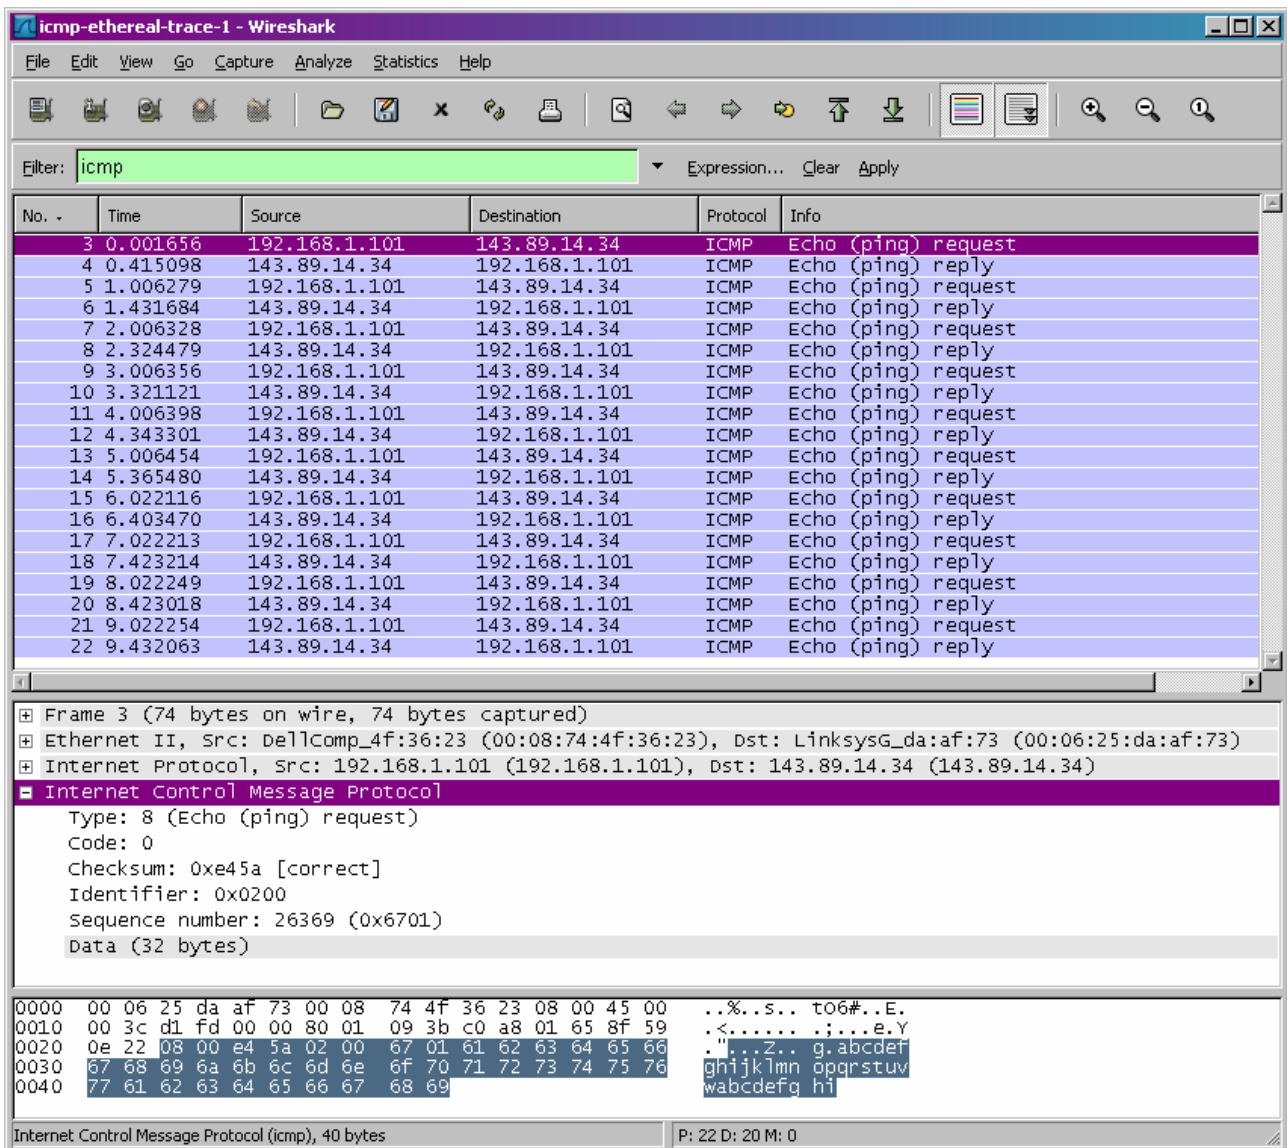 icmp-ethereal-trace-1 - Wireshark
File Edit View Go Capture Analyze Statistics Help
Filter: icmp Expression... Clear Apply
No. Time Source Destination Protocol Info
3 0.001656 192.168.1.101 143.89.14.34 ICMP Echo (ping) request
4 0.415098 143.89.14.34 192.168.1.101 ICMP Echo (ping) reply
5 1.006279 192.168.1.101 143.89.14.34 ICMP Echo (ping) request
6 1.431684 143.89.14.34 192.168.1.101 ICMP Echo (ping) reply
7 2.006328 192.168.1.101 143.89.14.34 ICMP Echo (ping) request
8 2.324479 143.89.14.34 192.168.1.101 ICMP Echo (ping) reply
9 3.006356 192.168.1.101 143.89.14.34 ICMP Echo (ping) request
10 3.321121 143.89.14.34 192.168.1.101 ICMP Echo (ping) reply
11 4.006398 192.168.1.101 143.89.14.34 ICMP Echo (ping) request
12 4.343301 143.89.14.34 192.168.1.101 ICMP Echo (ping) reply
13 5.006454 192.168.1.101 143.89.14.34 ICMP Echo (ping) request
14 5.365480 143.89.14.34 192.168.1.101 ICMP Echo (ping) reply
15 6.022116 192.168.1.101 143.89.14.34 ICMP Echo (ping) request
16 6.403470 143.89.14.34 192.168.1.101 ICMP Echo (ping) reply
17 7.022213 192.168.1.101 143.89.14.34 ICMP Echo (ping) request
18 7.423214 143.89.14.34 192.168.1.101 ICMP Echo (ping) reply
19 8.022249 192.168.1.101 143.89.14.34 ICMP Echo (ping) request
20 8.423018 143.89.14.34 192.168.1.101 ICMP Echo (ping) reply
21 9.022254 192.168.1.101 143.89.14.34 ICMP Echo (ping) request
22 9.432063 143.89.14.34 192.168.1.101 ICMP Echo (ping) reply
Frame 3 (74 bytes on wire, 74 bytes captured)
Ethernet II, Src: DellComp_4f:36:23 (00:08:74:4f:36:23), Dst: LinksysG_da:af:73 (00:06:25:da:af:73)
Internet Protocol, Src: 192.168.1.101 (192.168.1.101), Dst: 143.89.14.34 (143.89.14.34)
Internet Control Message Protocol
Type: 8 (Echo (ping) request)
Code: 0
Checksum: 0xe45a [correct]
Identifier: 0x0200
Sequence number: 26369 (0x6701)
Data (32 bytes)
0000 00 06 25 da af 73 00 08 74 4f 36 23 08 00 45 00 ..%..s.. tO6#..E.
0010 00 3c d1 fd 00 00 80 01 09 3b c0 a8 01 65 8f 59 .<...... .;...e.Y
0020 0e 22 08 00 e4 5a 02 00 67 01 61 62 63 64 65 66 ."...Z.. g.abcdef
0030 67 68 69 6a 6b 6c 6d 6e 6f 70 71 72 73 74 75 76 ghijklmn opqrstuv
0040 77 61 62 63 64 65 66 67 68 69 wabcdefg hi
Internet Control Message Protocol (icmp), 40 bytes P: 22 D: 20 M: 0